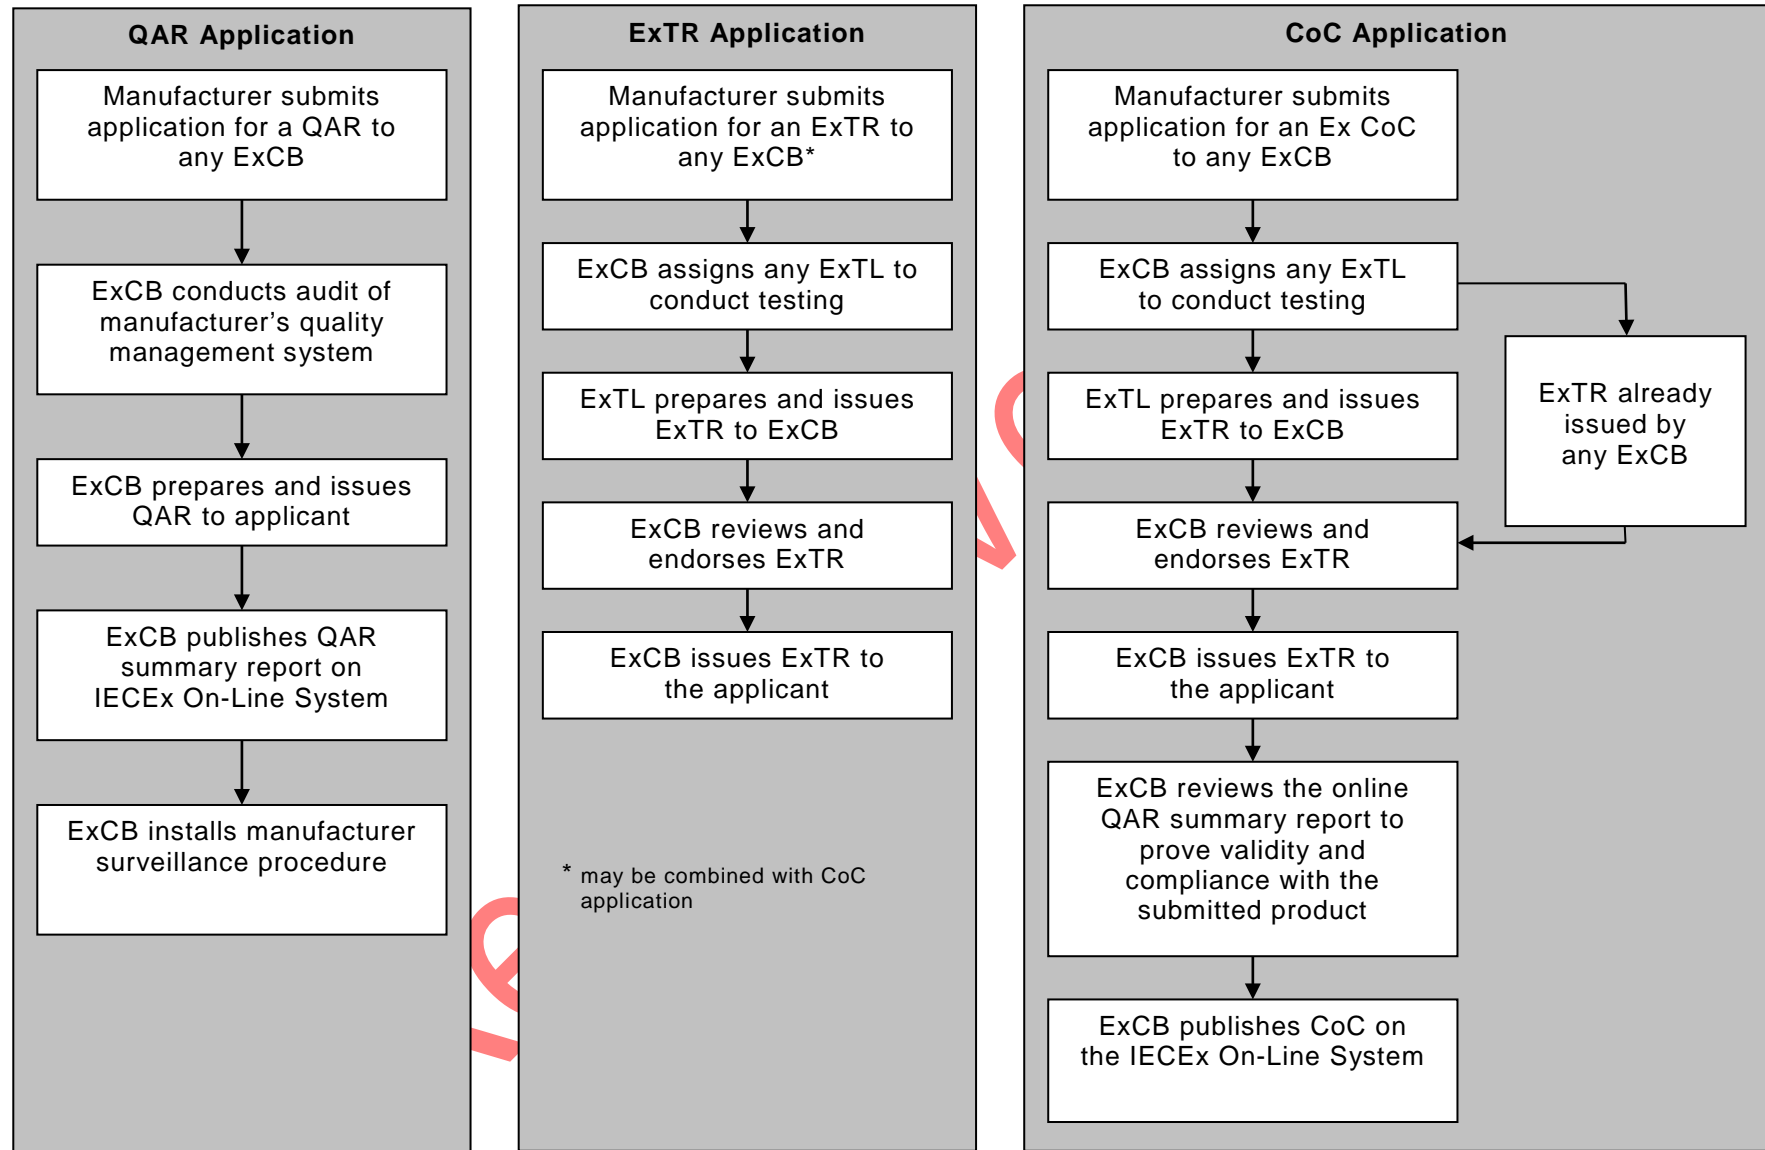 QAR Application
Manufacturer submits
application for a QAR to
any ExCB
ExCB conducts audit of
manufacturer’s quality
management system
ExCB prepares and issues
QAR to applicant
ExCB publishes QAR
summary report on
IECEx On-Line System
ExCB installs manufacturer
surveillance procedure
ExTR Application
Manufacturer submits
application for an ExTR to
any ExCB*
ExCB assigns any ExTL to
conduct testing
ExTL prepares and issues
ExTR to ExCB
ExCB reviews and
endorses ExTR
ExCB issues ExTR to
the applicant
* may be combined with CoC
application
CoC Application
Manufacturer submits
application for an Ex CoC
to any ExCB
ExCB assigns any ExTL
to conduct testing
ExTL prepares and issues
ExTR to ExCB
ExTR already
issued by
any ExCB
ExCB reviews and
endorses ExTR
ExCB issues ExTR to
the applicant
ExCB reviews the online
QAR summary report to
prove validity and
compliance with the
submitted product
ExCB publishes CoC on
the IECEx On-Line System